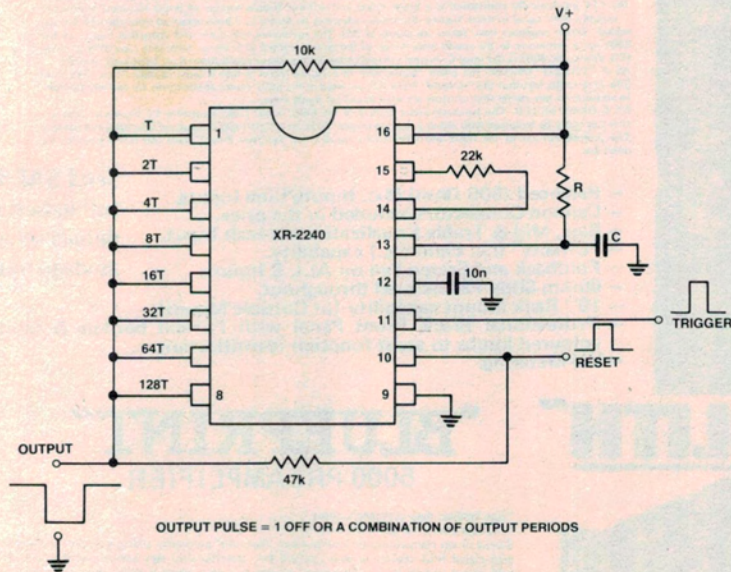 V+
10k
T
1
16
2T
15
22k
4T
14
R
8T
XR-2240
13
C
16T
12
10n
32T
11
TRIGGER
64T
10
RESET
128T
8
9
OUTPUT
47k
OUTPUT PULSE = 1 OFF OR A COMBINATION OF OUTPUT PERIODS